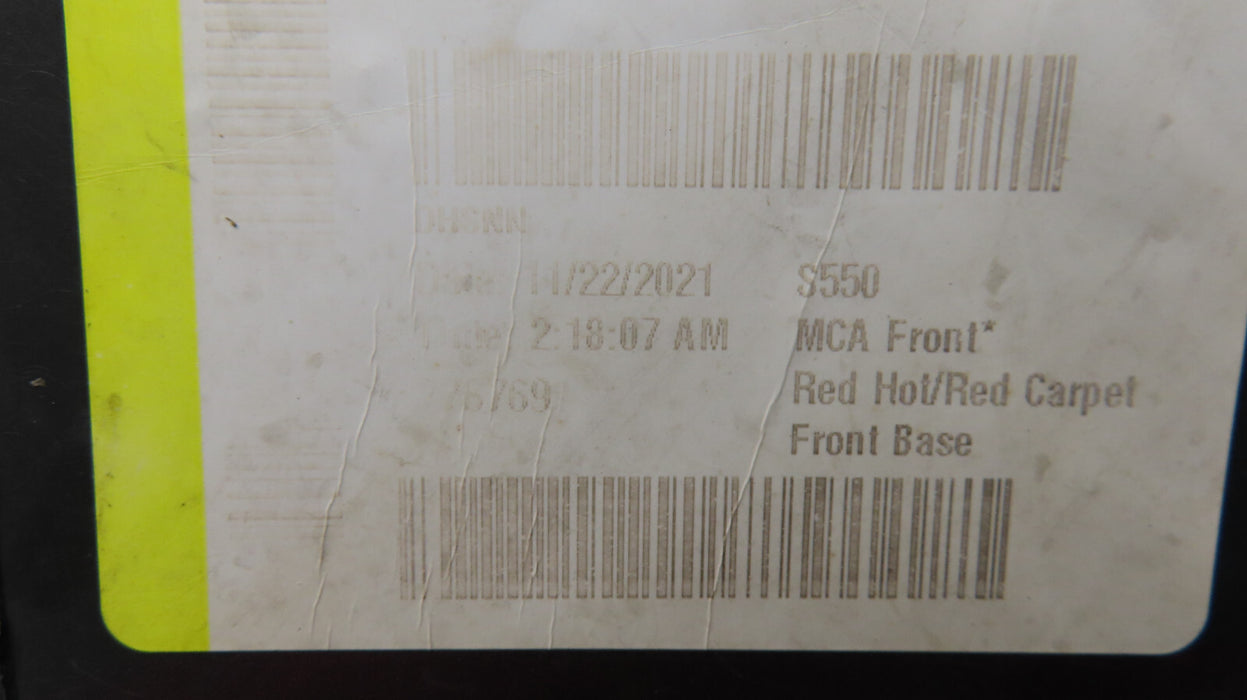 DHSNN
Date: 11/22/2021
Time: 2:18:07 AM
S550
MCA Front*
Red Hot/Red Carpet
Front Base